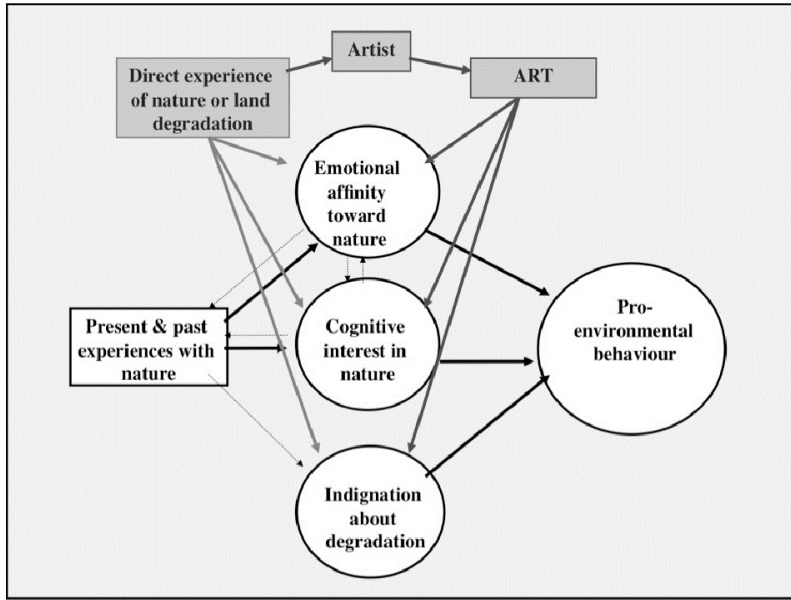 Artist
Direct experience
of nature or land
degradation
ART
Emotional
affinity
toward
nature
Present & past
experiences with
nature
Cognitive
interest in
nature
Pro-
environmental
behaviour
Indignation
about
degradation